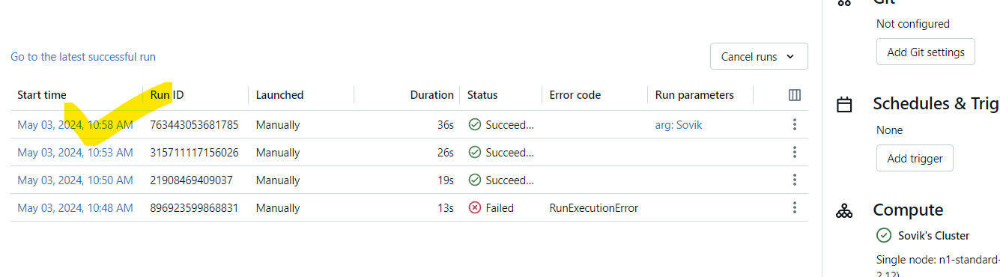 Git
Not configured
Add Git settings
Go to the latest successful run
Cancel runs
Start time Run ID Launched Duration Status Error code Run parameters
May 03, 2024, 10:58 AM 763443053681785 Manually 36s Succeed... arg: Sovik
May 03, 2024, 10:53 AM 315711117156026 Manually 26s Succeed...
May 03, 2024, 10:50 AM 21908469409037 Manually 19s Succeed...
May 03, 2024, 10:48 AM 896923599868831 Manually 13s Failed RunExecutionError
Schedules & Trig
None
Add trigger
Compute
Sovik's Cluster
Single node: n1-standard-
2.12)